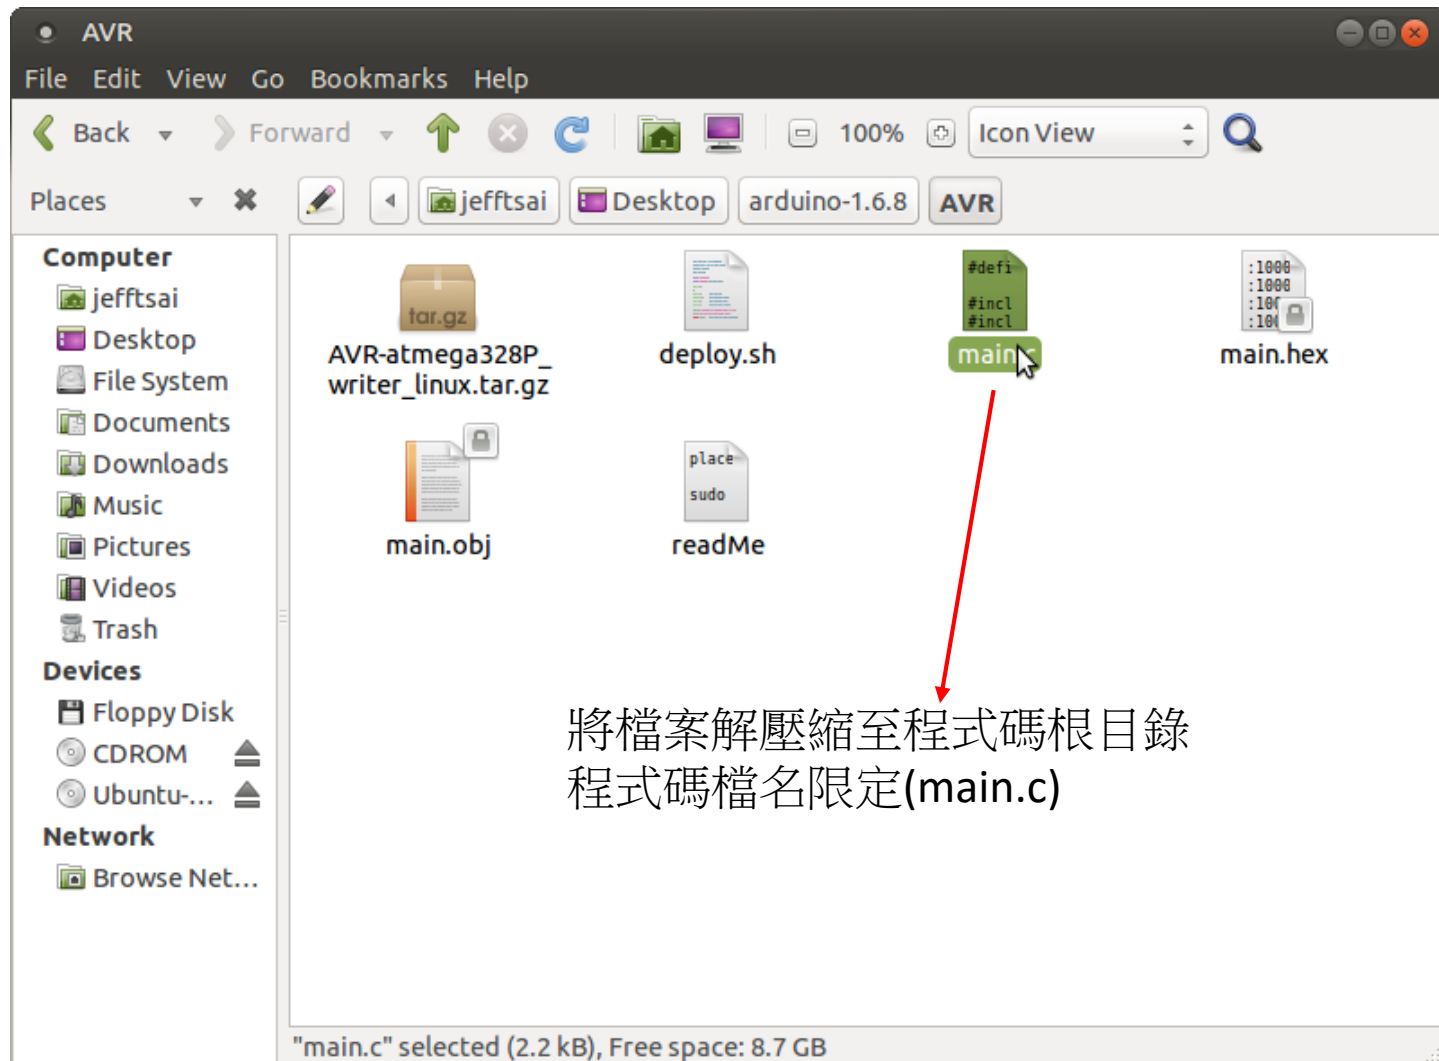 AVR
File Edit View Go Bookmarks Help
Back Forward 100% Icon View
Places jefftsai Desktop arduino-1.6.8 AVR
Computer
jefftsai
Desktop
File System
Documents
Downloads
Music
Pictures
Videos
Trash
Devices
Floppy Disk
CDROM
Ubuntu-...
Network
Browse Net...
tar.gz
AVR-atmega328P_
writer_linux.tar.gz
deploy.sh
#defi
#incl
#incl
main.c
:1000
:1000
:100
:100
main.hex
main.obj
place
sudo
readMe
將檔案解壓縮至程式碼根目錄
程式碼檔名限定(main.c)
"main.c" selected (2.2 kB), Free space: 8.7 GB